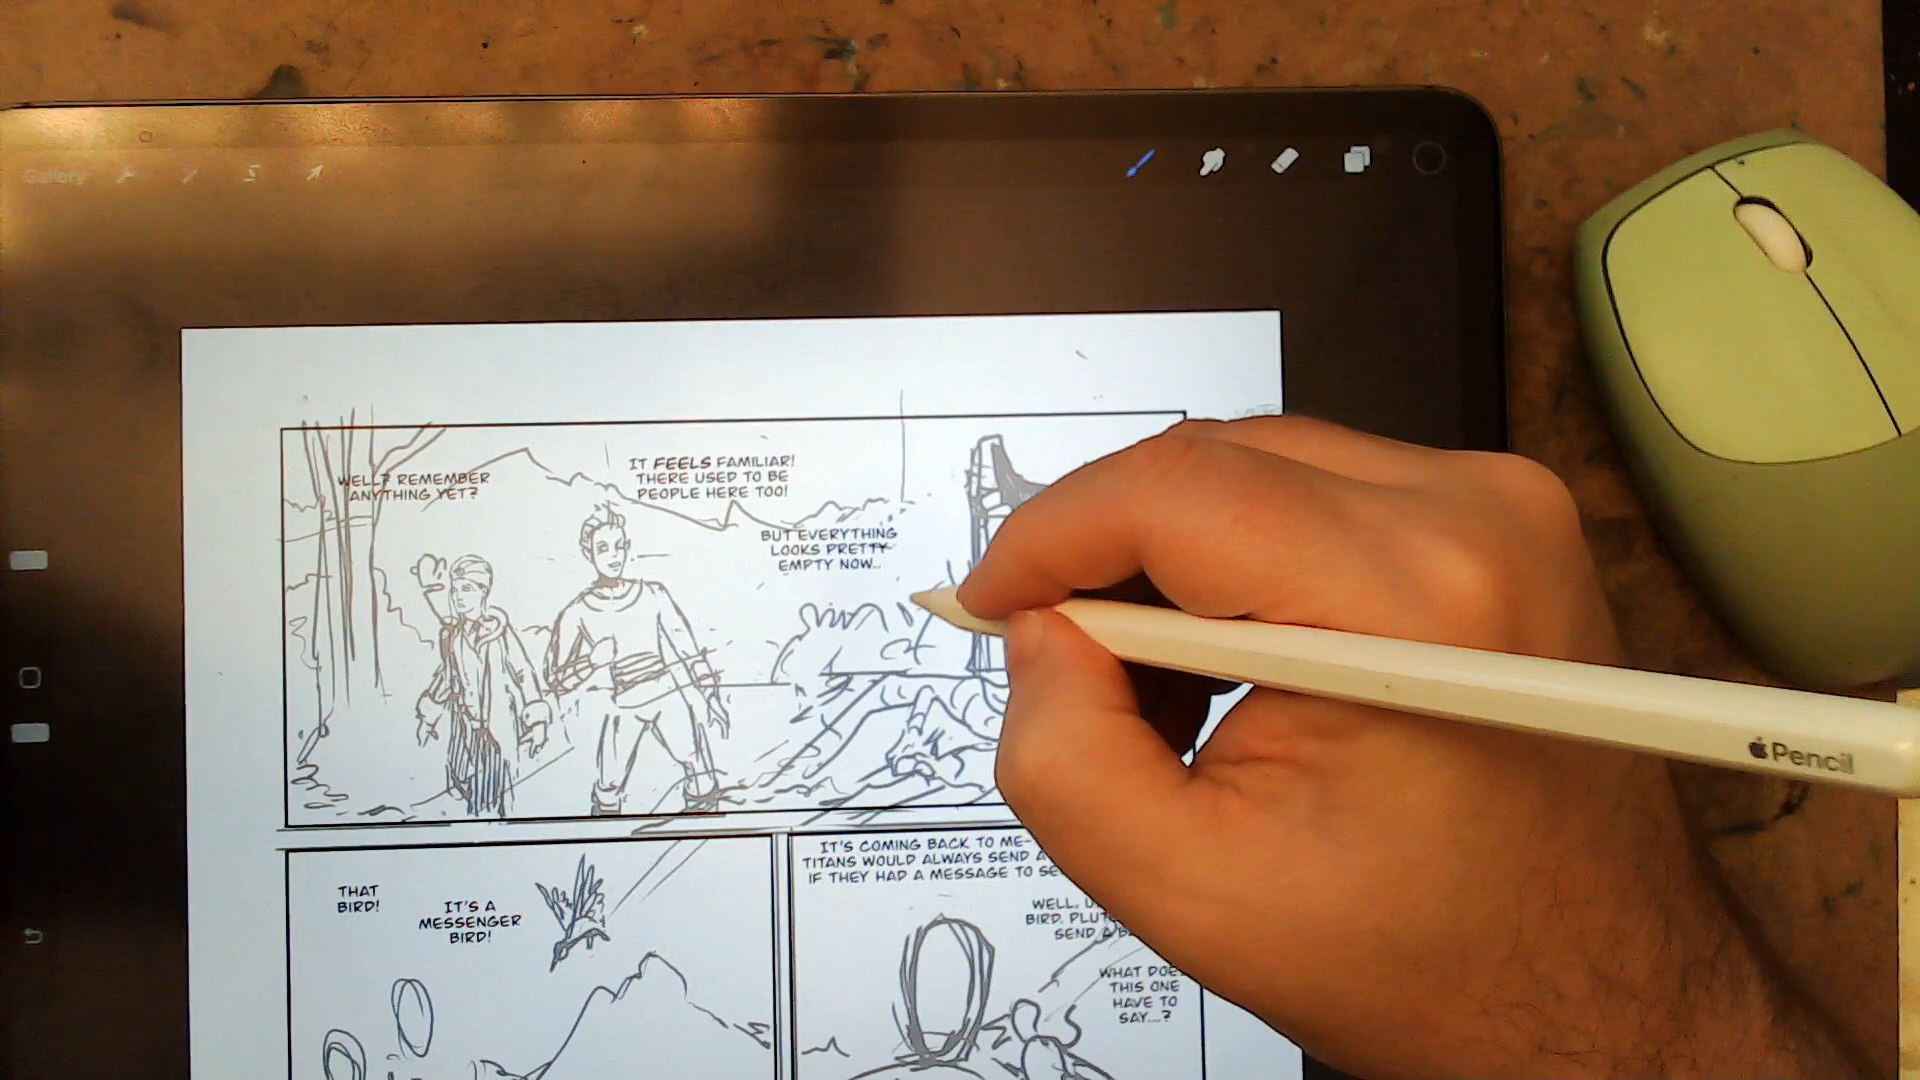 Gallery
WELL? REMEMBER
ANYTHING YET?
IT FEELS FAMILIAR!
THERE USED TO BE
PEOPLE HERE TOO!
BUT EVERYTHING
LOOKS PRETTY
EMPTY NOW..
Pencil
THAT
BIRD!
IT'S A
MESSENGER
BIRD!
IT'S COMING BACK TO ME-
TITANS WOULD ALWAYS SEND A
IF THEY HAD A MESSAGE TO
WELL,
BIRD.
SEND A
WHAT
THIS ONE
HAVE TO
SAY...?